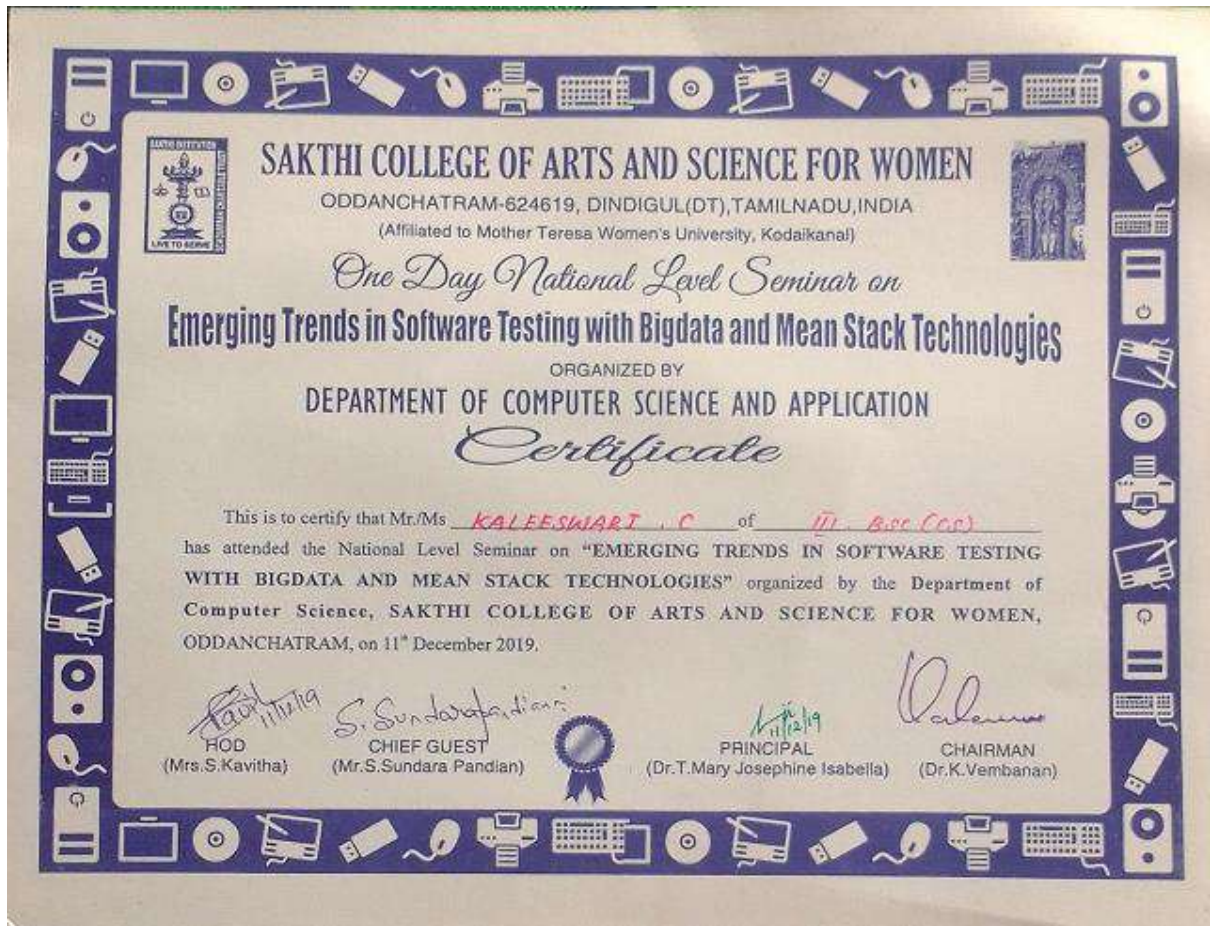 SAKTHI INSTITUTION
LIVE TO SERVE
SAKTHI COLLEGE OF ARTS AND SCIENCE FOR WOMEN
ODDANCHATRAM-624619, DINDIGUL(DT),TAMILNADU,INDIA
(Affiliated to Mother Teresa Women's University, Kodaikanal)
One Day National Level Seminar on
Emerging Trends in Software Testing with Bigdata and Mean Stack Technologies
ORGANIZED BY
DEPARTMENT OF COMPUTER SCIENCE AND APPLICATION
Certificate
This is to certify that Mr./Ms KALEESWARI . C of III . B.SC (CS)
has attended the National Level Seminar on “EMERGING TRENDS IN SOFTWARE TESTING
WITH BIGDATA AND MEAN STACK TECHNOLOGIES” organized by the Department of
Computer Science, SAKTHI COLLEGE OF ARTS AND SCIENCE FOR WOMEN,
ODDANCHATRAM, on 11th December 2019.
11/12/19 S. Sundarapandian 11/12/19
HOD CHIEF GUEST PRINCIPAL CHAIRMAN
(Mrs.S.Kavitha) (Mr.S.Sundara Pandian) (Dr.T.Mary Josephine Isabella) (Dr.K.Vembanan)